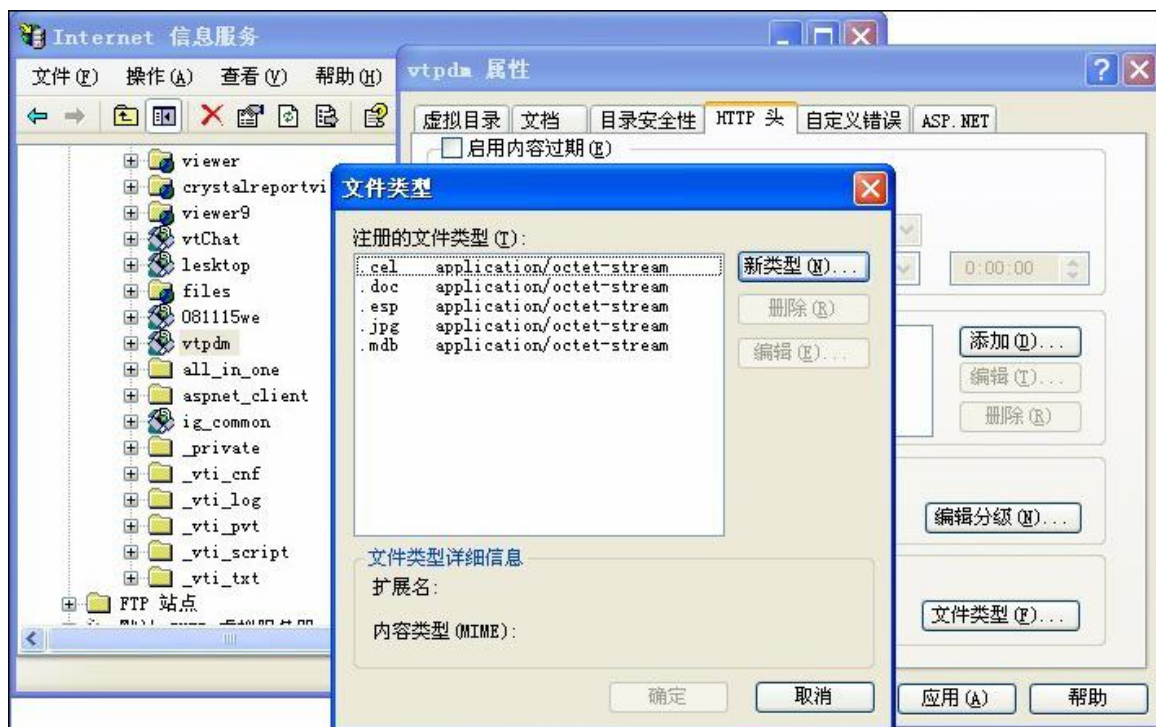 Internet 信息服务
文件(F) 操作(A) 查看(V) 帮助(H)
viewer
crystalreportvi
viewer9
vtChat
lesktop
files
081115we
vtpdm
all_in_one
aspnet_client
ig_common
_private
_vti_cnf
_vti_log
_vti_pvt
_vti_script
_vti_txt
FTP 站点
vtpdm 属性
虚拟目录 文档 目录安全性 HTTP 头 自定义错误 ASP.NET
启用内容过期(E)
0:00:00
添加(D)...
编辑(T)...
删除(R)
编辑分级(N)...
文件类型(F)...
应用(A) 帮助
文件类型
注册的文件类型(T):
.cel application/octet-stream
.doc application/octet-stream
.esp application/octet-stream
.jpg application/octet-stream
.mdb application/octet-stream
新类型(N)...
删除(R)
编辑(E)...
文件类型详细信息
扩展名:
内容类型(MIME):
确定 取消